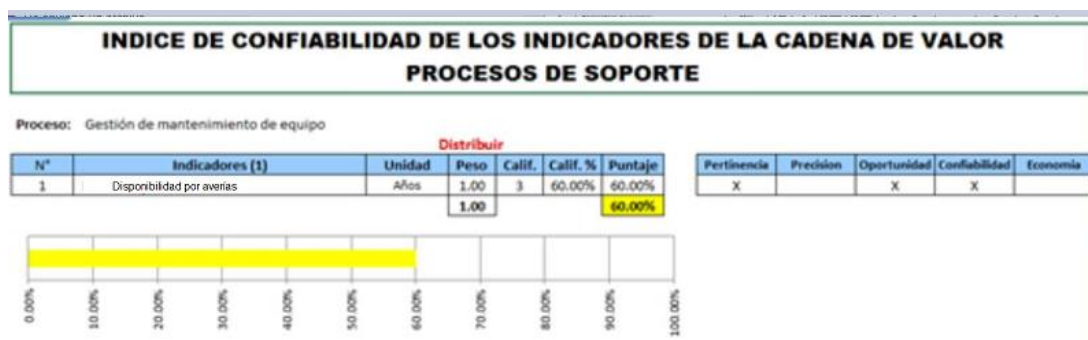 INDICE DE CONFIABILIDAD DE LOS INDICADORES DE LA CADENA DE VALOR
PROCESOS DE SOPORTE
Proceso: Gestión de mantenimiento de equipo
Distribuir
N° Indicadores (1) Unidad Peso Calif. Calif. % Puntaje Pertinencia Precision Oportunidad Confiabilidad Economia
1 Disponibilidad por averias Años 1.00 3 60.00% 60.00% X X X
1.00 60.00%
0.00% 10.00% 20.00% 30.00% 40.00% 50.00% 60.00% 70.00% 80.00% 90.00% 100.00%